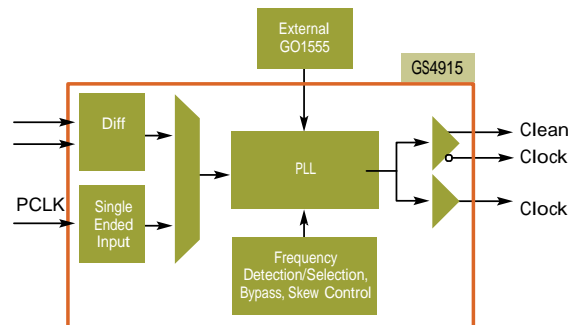 External
GO1555
GS4915
Diff
Clean
Clock
PLL
PCLK
Single
Ended
Input
Clock
Frequency
Detection/Selection,
Bypass, Skew Control